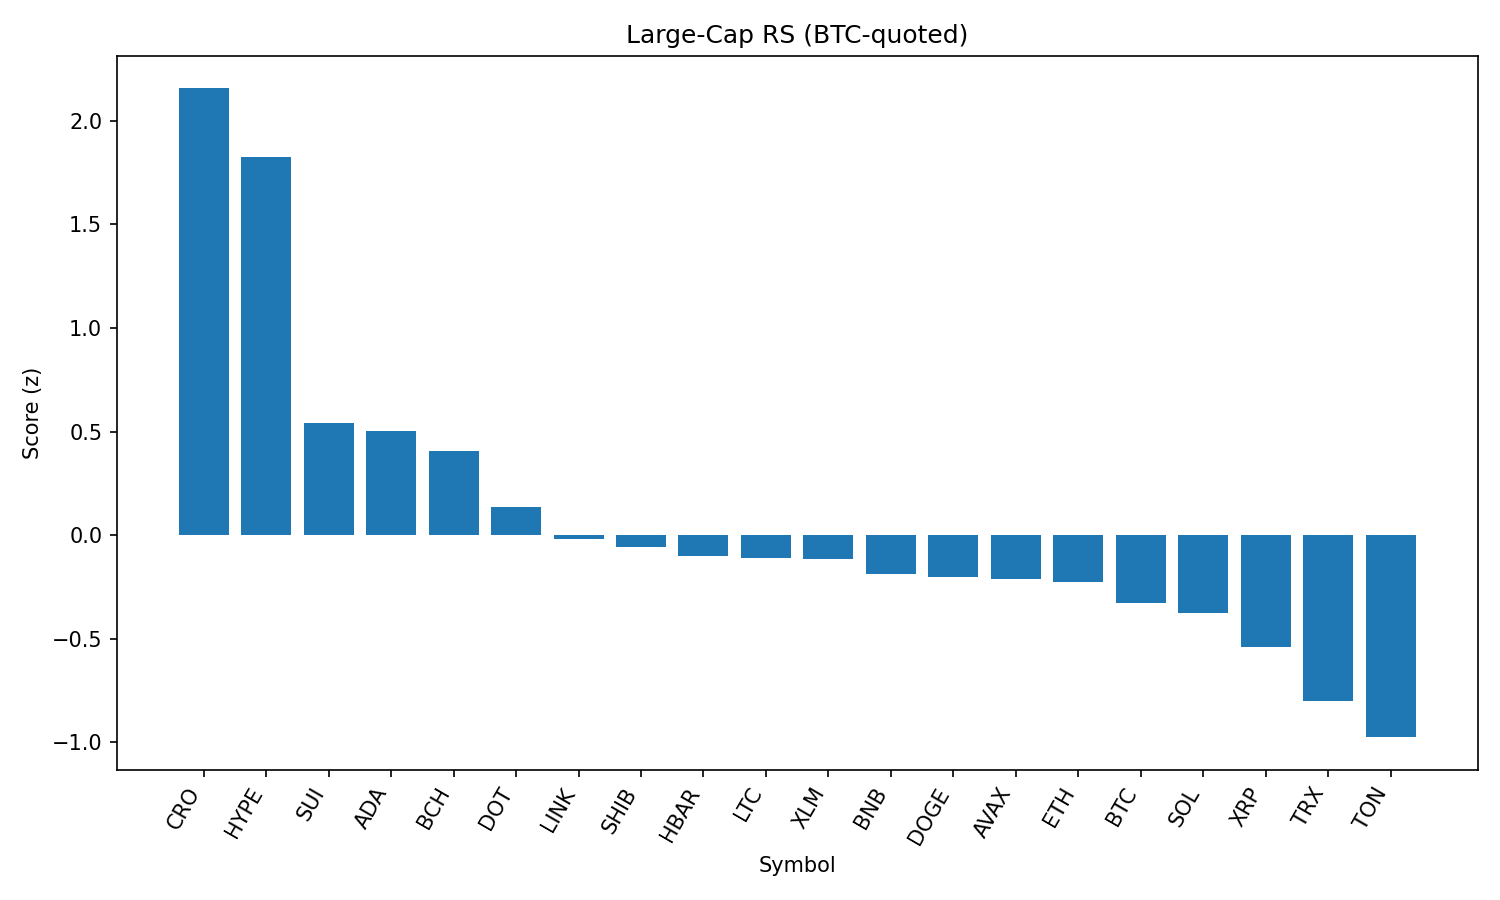 Large-Cap RS (BTC-quoted)
Score (z)
2.0
1.5
1.0
0.5
0.0
−0.5
−1.0
CRO
HYPE
SUI
ADA
BCH
DOT
LINK
SHIB
HBAR
LTC
XLM
BNB
DOGE
AVAX
ETH
BTC
SOL
XRP
TRX
TON
Symbol